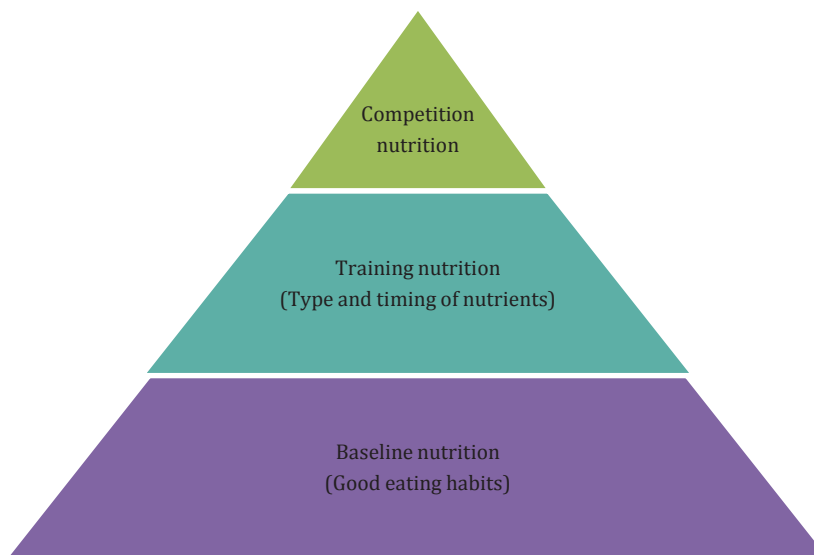 Competition
nutrition
Training nutrition
(Type and timing of nutrients)
Baseline nutrition
(Good eating habits)